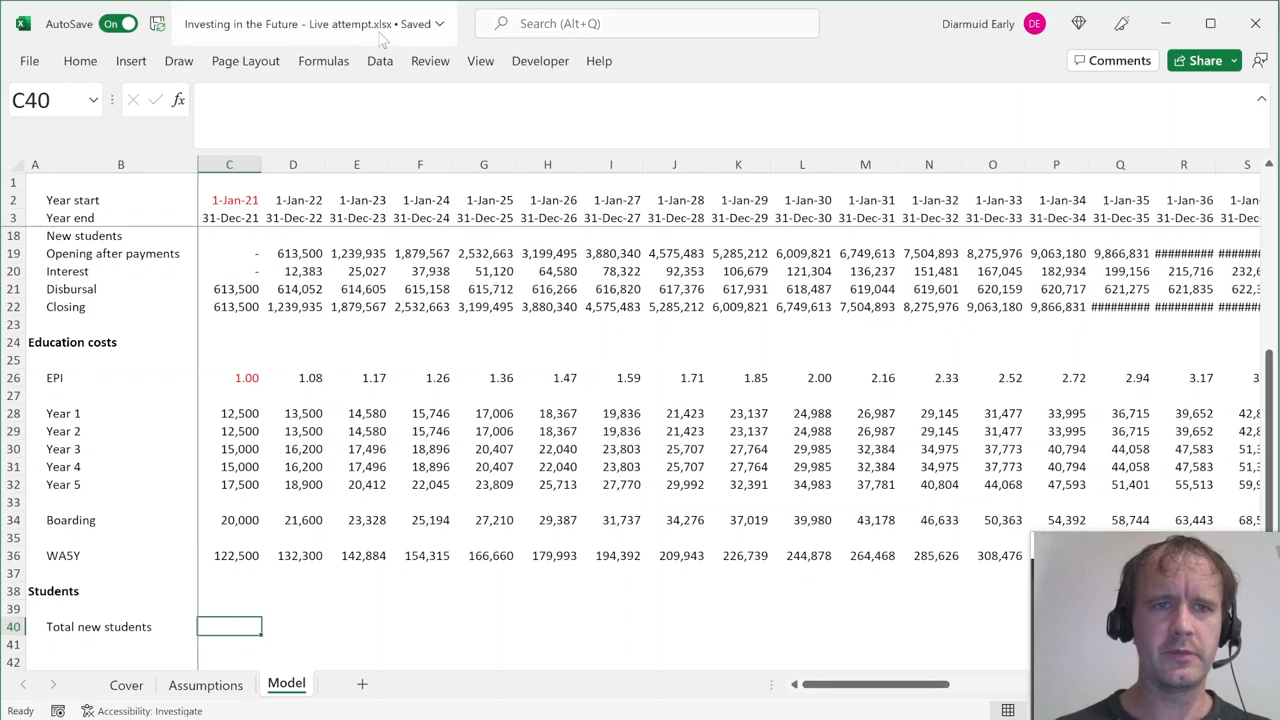 AutoSave On Investing in the Future - Live attempt.xlsx • Saved Search (Alt+Q) Diarmuid Early DE
File Home Insert Draw Page Layout Formulas Data Review View Developer Help Comments Share
C40 fx
A B C D E F G H I J K L M N O P Q R S
1
2 Year start 1-Jan-21 1-Jan-22 1-Jan-23 1-Jan-24 1-Jan-25 1-Jan-26 1-Jan-27 1-Jan-28 1-Jan-29 1-Jan-30 1-Jan-31 1-Jan-32 1-Jan-33 1-Jan-34 1-Jan-35 1-Jan-36 1-Jan
3 Year end 31-Dec-21 31-Dec-22 31-Dec-23 31-Dec-24 31-Dec-25 31-Dec-26 31-Dec-27 31-Dec-28 31-Dec-29 31-Dec-30 31-Dec-31 31-Dec-32 31-Dec-33 31-Dec-34 31-Dec-35 31-Dec-36 31-Dec
18 New students
19 Opening after payments - 613,500 1,239,935 1,879,567 2,532,663 3,199,495 3,880,340 4,575,483 5,285,212 6,009,821 6,749,613 7,504,893 8,275,976 9,063,180 9,866,831 ######### ######
20 Interest - 12,383 25,027 37,938 51,120 64,580 78,322 92,353 106,679 121,304 136,237 151,481 167,045 182,934 199,156 215,716 232,6
21 Disbursal 613,500 614,052 614,605 615,158 615,712 616,266 616,820 617,376 617,931 618,487 619,044 619,601 620,159 620,717 621,275 621,835 622,3
22 Closing 613,500 1,239,935 1,879,567 2,532,663 3,199,495 3,880,340 4,575,483 5,285,212 6,009,821 6,749,613 7,504,893 8,275,976 9,063,180 9,866,831 ######### ######### ######
23
24 Education costs
25
26 EPI 1.00 1.08 1.17 1.26 1.36 1.47 1.59 1.71 1.85 2.00 2.16 2.33 2.52 2.72 2.94 3.17 3
27
28 Year 1 12,500 13,500 14,580 15,746 17,006 18,367 19,836 21,423 23,137 24,988 26,987 29,145 31,477 33,995 36,715 39,652 42,8
29 Year 2 12,500 13,500 14,580 15,746 17,006 18,367 19,836 21,423 23,137 24,988 26,987 29,145 31,477 33,995 36,715 39,652 42,8
30 Year 3 15,000 16,200 17,496 18,896 20,407 22,040 23,803 25,707 27,764 29,985 32,384 34,975 37,773 40,794 44,058 47,583 51,3
31 Year 4 15,000 16,200 17,496 18,896 20,407 22,040 23,803 25,707 27,764 29,985 32,384 34,975 37,773 40,794 44,058 47,583 51,3
32 Year 5 17,500 18,900 20,412 22,045 23,809 25,713 27,770 29,992 32,391 34,983 37,781 40,804 44,068 47,593 51,401 55,513 59,9
33
34 Boarding 20,000 21,600 23,328 25,194 27,210 29,387 31,737 34,276 37,019 39,980 43,178 46,633 50,363 54,392 58,744 63,443 68,5
35
36 WA5Y 122,500 132,300 142,884 154,315 166,660 179,993 194,392 209,943 226,739 244,878 264,468 285,626 308,476
37
38 Students
39
40 Total new students
41
42
Cover Assumptions Model
Ready Accessibility: Investigate